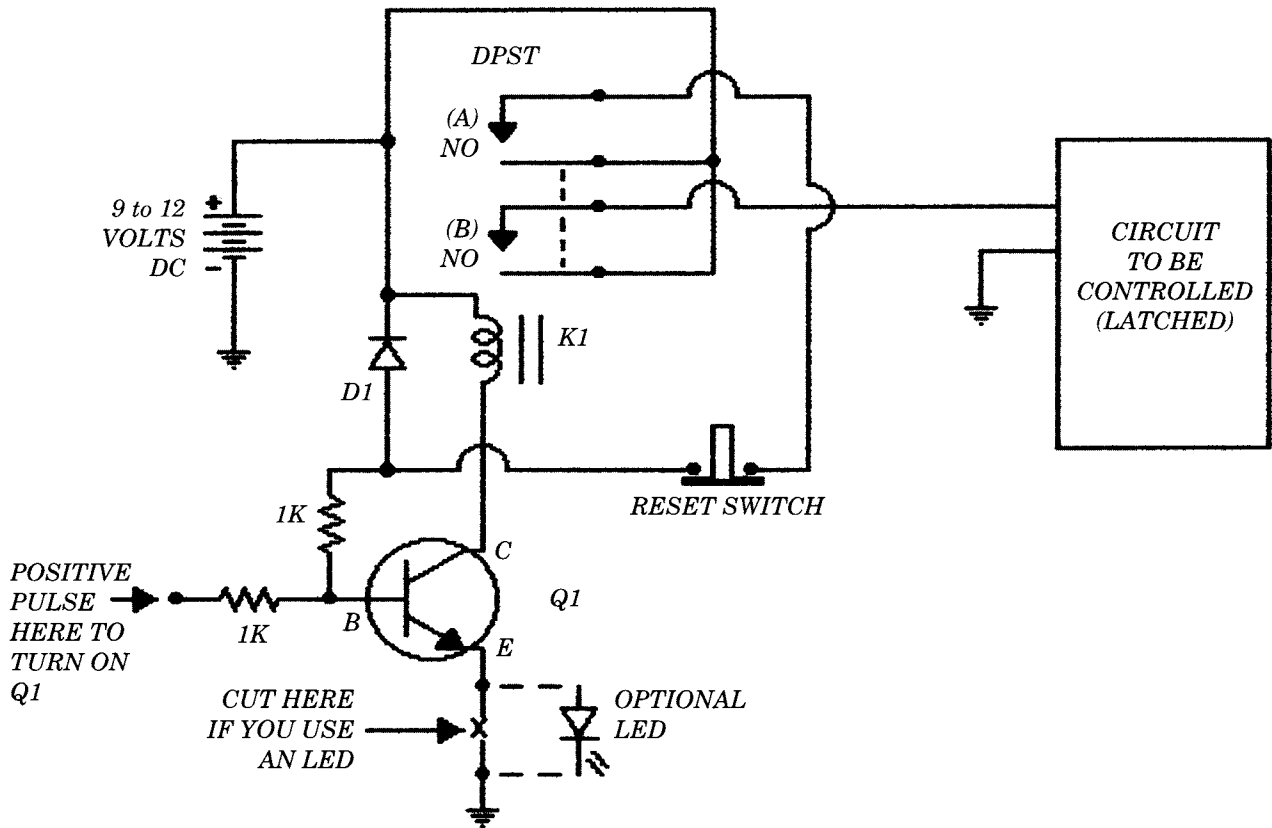 DPST
(A)
NO
9 to 12
VOLTS
DC
+
-
(B)
NO
CIRCUIT
TO BE
CONTROLLED
(LATCHED)
K1
D1
RESET SWITCH
1K
C
POSITIVE
PULSE
HERE TO
TURN ON
Q1
1K
B
Q1
E
CUT HERE
IF YOU USE
AN LED
X
OPTIONAL
LED